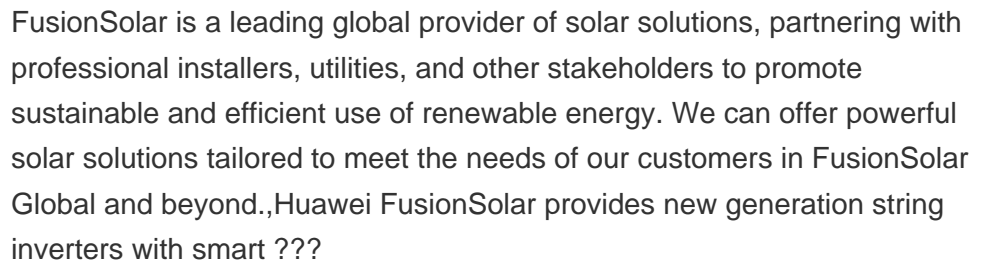 FusionSolar is a leading global provider of solar solutions, partnering with
professional installers, utilities, and other stakeholders to promote
sustainable and efficient use of renewable energy. We can offer powerful
solar solutions tailored to meet the needs of our customers in FusionSolar
Global and beyond.,Huawei FusionSolar provides new generation string
inverters with smart ???